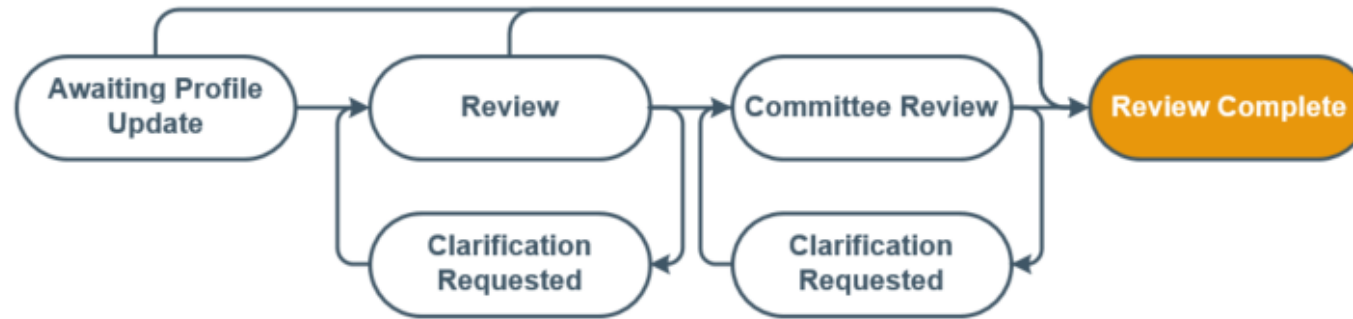 Awaiting Profile
Update
Review
Committee Review
Review Complete
Clarification
Requested
Clarification
Requested